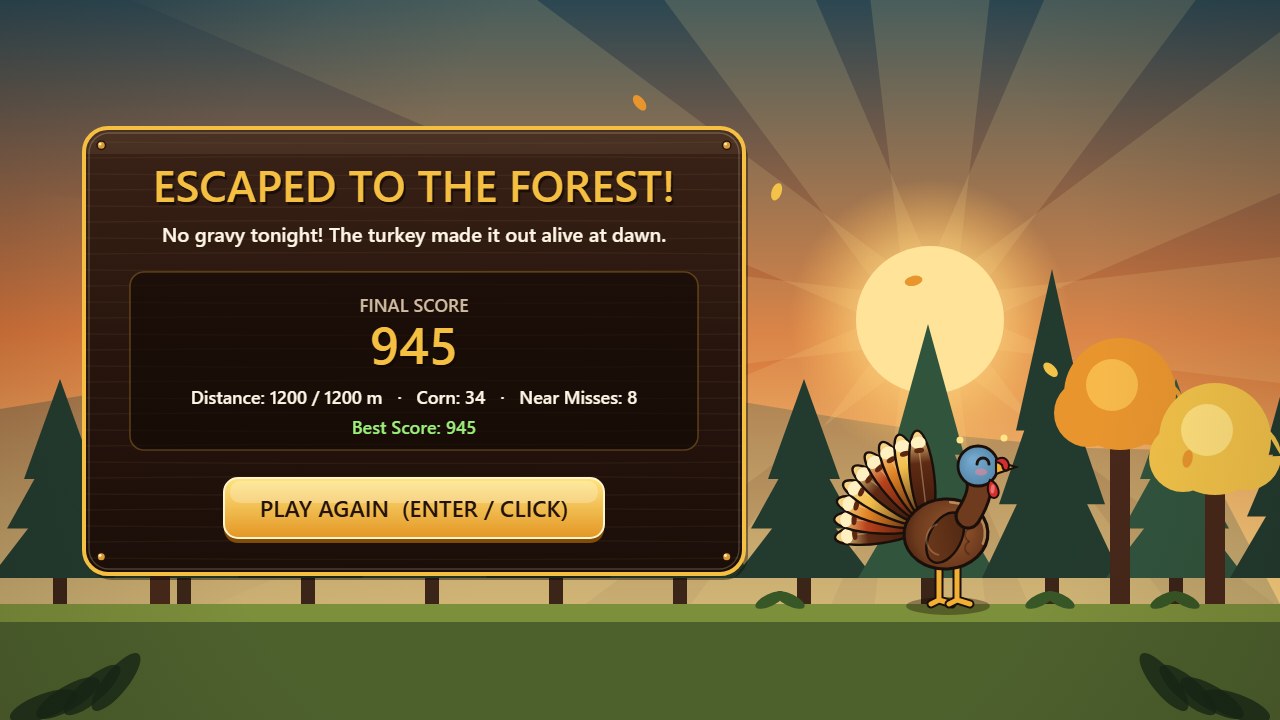 ESCAPED TO THE FOREST!
No gravy tonight! The turkey made it out alive at dawn.
FINAL SCORE
945
Distance: 1200 / 1200 m · Corn: 34 · Near Misses: 8
Best Score: 945
PLAY AGAIN (ENTER / CLICK)